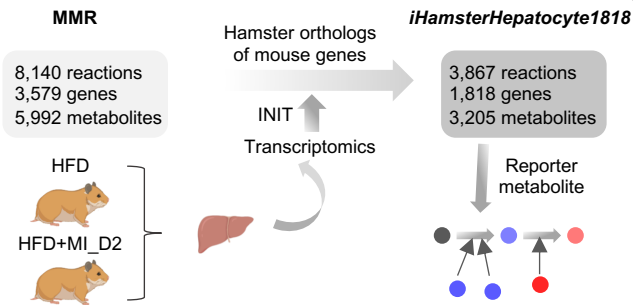 MMR
8,140 reactions
3,579 genes
5,992 metabolites
Hamster orthologs
of mouse genes
INIT
Transcriptomics
iHamsterHepatocyte1818
3,867 reactions
1,818 genes
3,205 metabolites
Reporter
metabolite
HFD
HFD+MI_D2